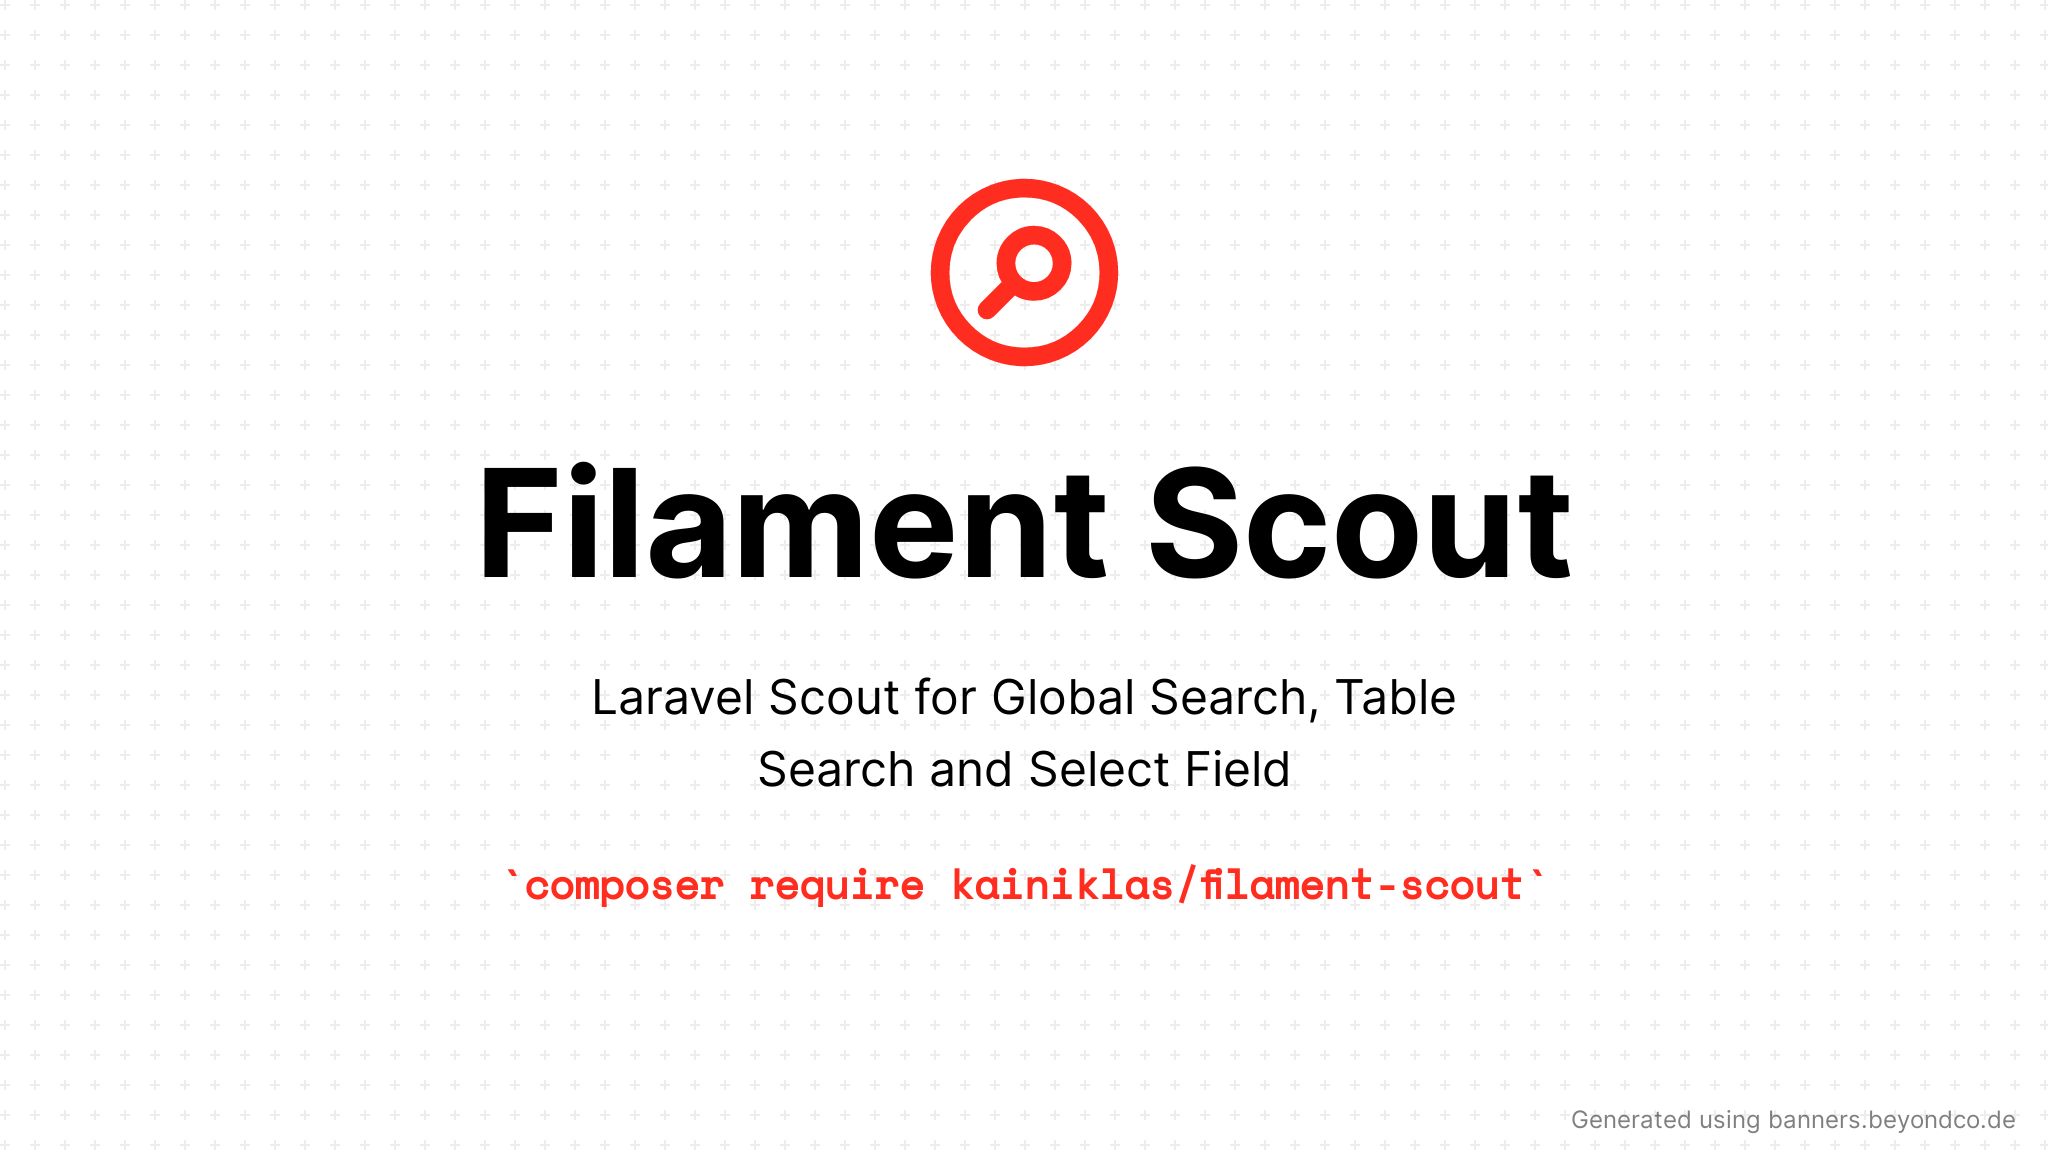 Filament Scout
Laravel Scout for Global Search, Table
Search and Select Field
`composer require kainiklas/filament-scout`
Generated using banners.beyondco.de